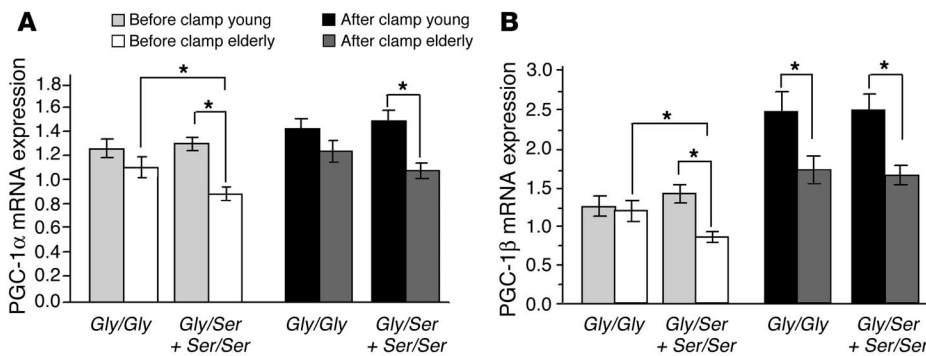 A
Before clamp young
After clamp young
Before clamp elderly
After clamp elderly
PGC-1α mRNA expression
1.8
1.6
1.4
1.2
1.0
0.8
0.6
0.4
0.2
0.0
*
*
*
Gly/Gly
Gly/Ser
+ Ser/Ser
Gly/Gly
Gly/Ser
+ Ser/Ser
B
PGC-1β mRNA expression
3.0
2.5
2.0
1.5
1.0
0.5
0.0
*
*
*
*
Gly/Gly
Gly/Ser
+ Ser/Ser
Gly/Gly
Gly/Ser
+ Ser/Ser